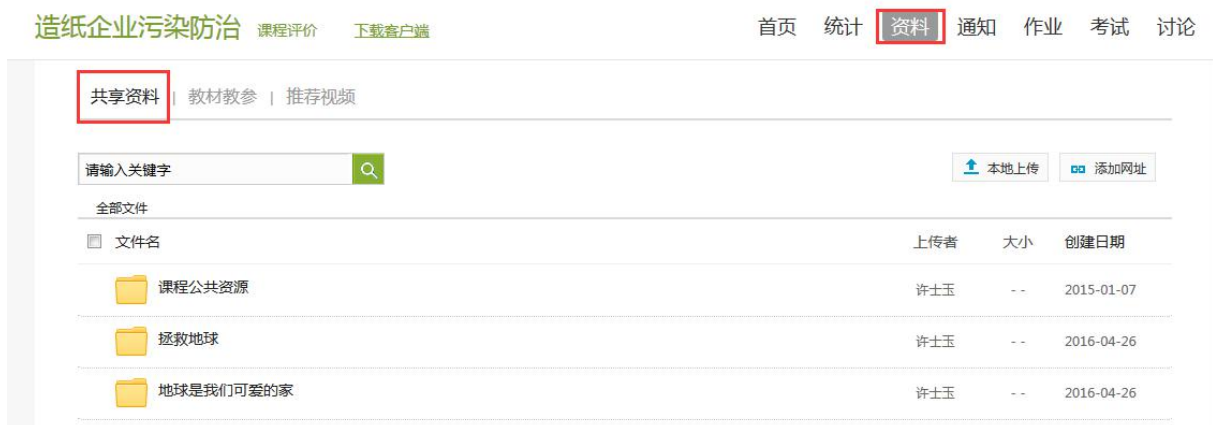 造纸企业污染防治 课程评价 下载客户端 首页 统计 资料 通知 作业 考试 讨论
共享资料 | 教材教参 | 推荐视频
请输入关键字 本地上传 添加网址
全部文件
文件名 上传者 大小 创建日期
课程公共资源 许士玉 - - 2015-01-07
拯救地球 许士玉 - - 2016-04-26
地球是我们可爱的家 许士玉 - - 2016-04-26